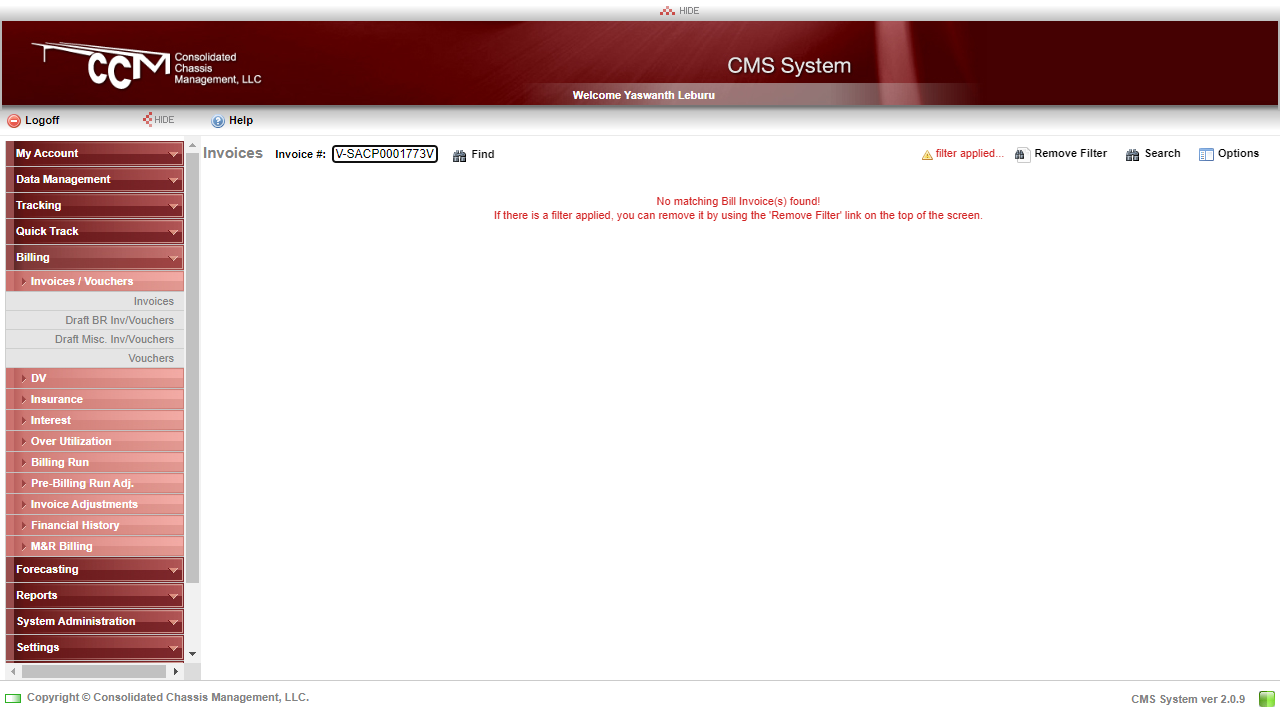 HIDE
CCM Consolidated
Chassis
Management, LLC
CMS System
Welcome Yaswanth Leburu
Logoff
HIDE
Help
My Account
Data Management
Tracking
Quick Track
Billing
Invoices / Vouchers
Invoices
Draft BR Inv/Vouchers
Draft Misc. Inv/Vouchers
Vouchers
DV
Insurance
Interest
Over Utilization
Billing Run
Pre-Billing Run Adj.
Invoice Adjustments
Financial History
M&R Billing
Forecasting
Reports
System Administration
Settings
Invoices Invoice #: V-SACP0001773V Find
filter applied... Remove Filter Search Options
No matching Bill Invoice(s) found!
If there is a filter applied, you can remove it by using the 'Remove Filter' link on the top of the screen.
Copyright © Consolidated Chassis Management, LLC.
CMS System ver 2.0.9